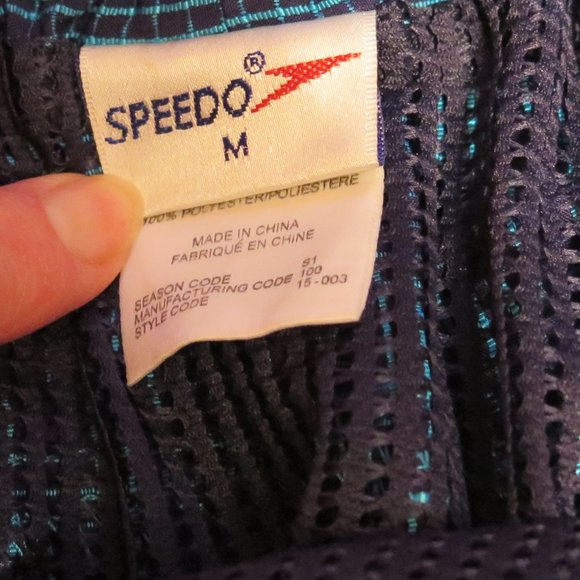 SPEEDO®
M
100% POLYESTER/POLIESTERE
MADE IN CHINA
FABRIQUÉ EN CHINE
SEASON CODE S1
MANUFACTURING CODE 100
STYLE CODE 15-003